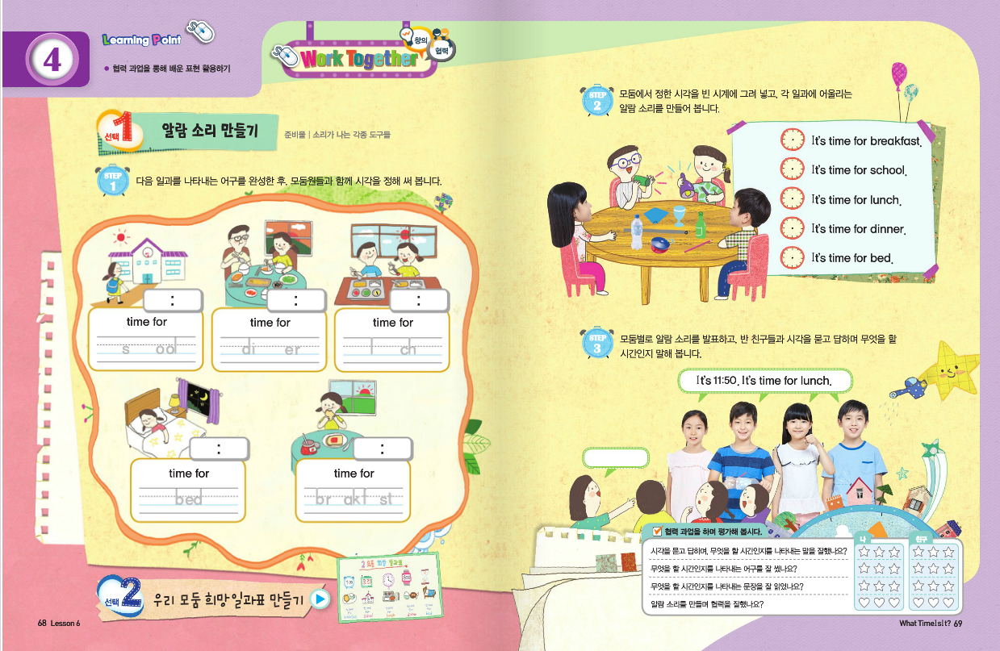 4
Learning Point
● 협력 과업을 통해 배운 표현 활용하기
Work Together
창의
협력
선택 1
알람 소리 만들기
준비물 | 소리가 나는 각종 도구들
STEP 1
다음 일과를 나타내는 어구를 완성한 후, 모둠원들과 함께 시각을 정해 써 봅니다.
:
time for
s ool
:
time for
di er
:
time for
l ch
:
time for
bed
:
time for
br akf st
선택 2
우리 모둠 희망 일과표 만들기
68 Lesson 6
STEP 2
모둠에서 정한 시각을 빈 시계에 그려 넣고, 각 일과에 어울리는
알람 소리를 만들어 봅니다.
It's time for breakfast.
It's time for school.
It's time for lunch.
It's time for dinner.
It's time for bed.
STEP 3
모둠별로 알람 소리를 발표하고, 반 친구들과 시각을 묻고 답하며 무엇을 할
시간인지 말해 봅니다.
It's 11:50. It's time for lunch.
협력 과업을 하며 평가해 봅시다.
나
친구
시각을 묻고 답하며, 무엇을 할 시간인지를 나타내는 말을 잘했나요?
무엇을 할 시간인지를 나타내는 어구를 잘 썼나요?
무엇을 할 시간인지를 나타내는 문장을 잘 읽었나요?
알람 소리를 만들며 협력을 잘했나요?
What Time Is It? 69